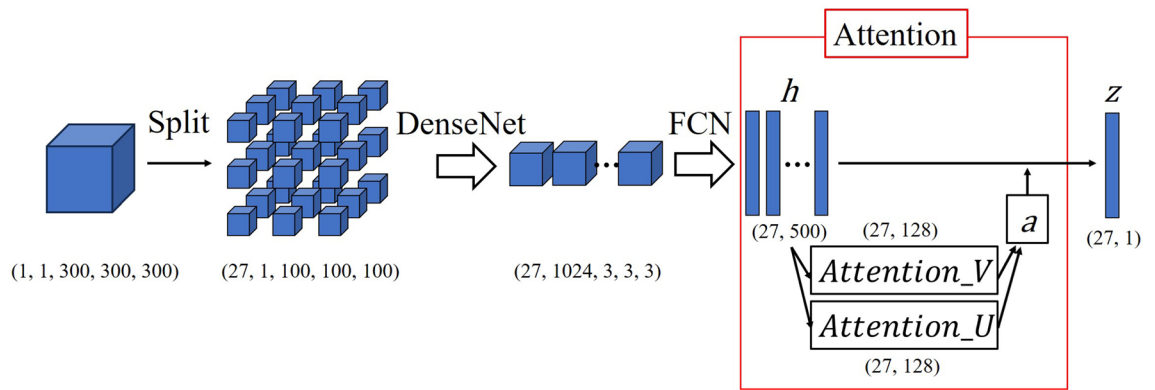 Attention
Split
DenseNet
FCN
h
z
...
...
(1, 1, 300, 300, 300)
(27, 1, 100, 100, 100)
(27, 1024, 3, 3, 3)
(27, 500)
(27, 128)
a
(27, 1)
Attention_V
Attention_U
(27, 128)